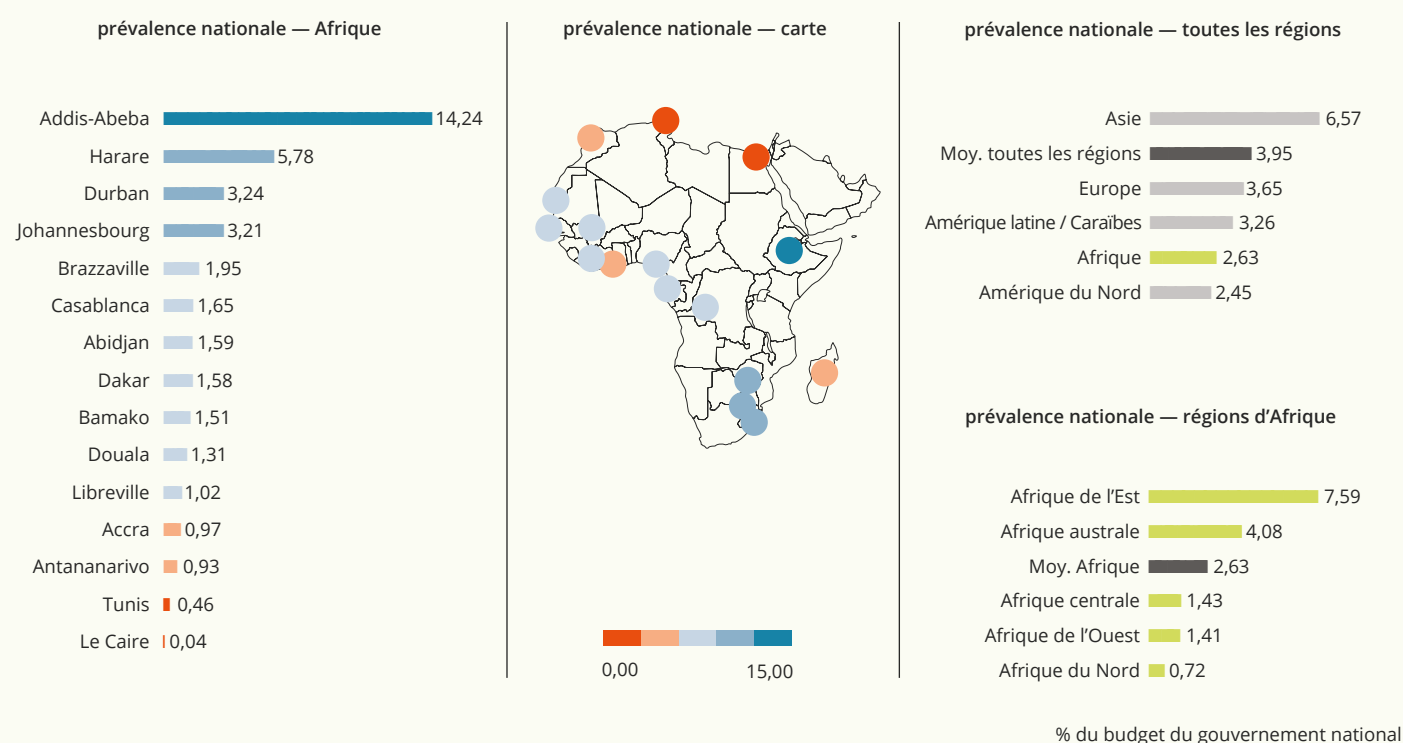 prévalence nationale — Afrique
Addis-Abeba 14,24
Harare 5,78
Durban 3,24
Johannesbourg 3,21
Brazzaville 1,95
Casablanca 1,65
Abidjan 1,59
Dakar 1,58
Bamako 1,51
Douala 1,31
Libreville 1,02
Accra 0,97
Antananarivo 0,93
Tunis 0,46
Le Caire 0,04
prévalence nationale — carte
0,00 15,00
prévalence nationale — toutes les régions
Asie 6,57
Moy. toutes les régions 3,95
Europe 3,65
Amérique latine / Caraïbes 3,26
Afrique 2,63
Amérique du Nord 2,45
prévalence nationale — régions d’Afrique
Afrique de l’Est 7,59
Afrique australe 4,08
Moy. Afrique 2,63
Afrique centrale 1,43
Afrique de l’Ouest 1,41
Afrique du Nord 0,72
% du budget du gouvernement national